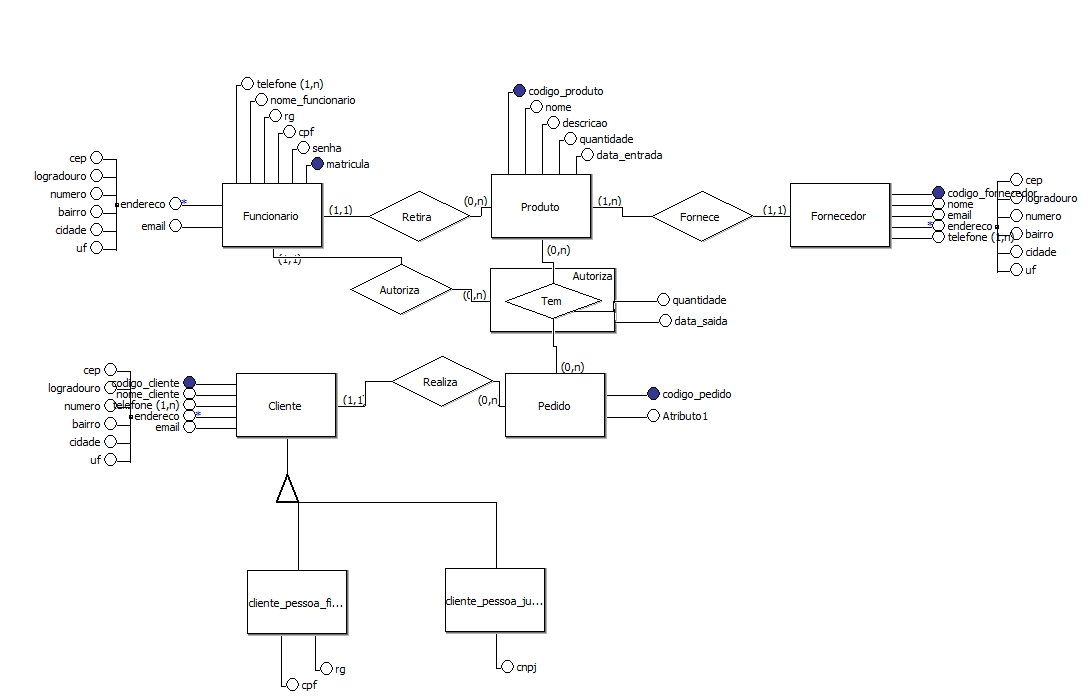 telefone (1,n)
nome_funcionario
rg
cpf
senha
matricula
cep
logradouro
numero
bairro
cidade
uf
endereco
*
email
Funcionario
(1,1)
Retira
(0,n)
codigo_produto
nome
descricao
quantidade
data_entrada
Produto
(1,n)
Fornece
(1,1)
Fornecedor
codigo_fornecedor
nome
email
* endereco
telefone (1,n)
cep
logradouro
numero
bairro
cidade
uf
(1,1)
Autoriza
(0,n)
(0,n)
Autoriza
Tem
quantidade
data_saida
(0,n)
cep
logradouro
numero
bairro
cidade
uf
codigo_cliente
nome_cliente
telefone (1,n)
endereco *
email
Cliente
(1,1)
Realiza
(0,n)
Pedido
codigo_pedido
Atributo1
cliente_pessoa_fi...
cliente_pessoa_ju...
rg
cpf
cnpj